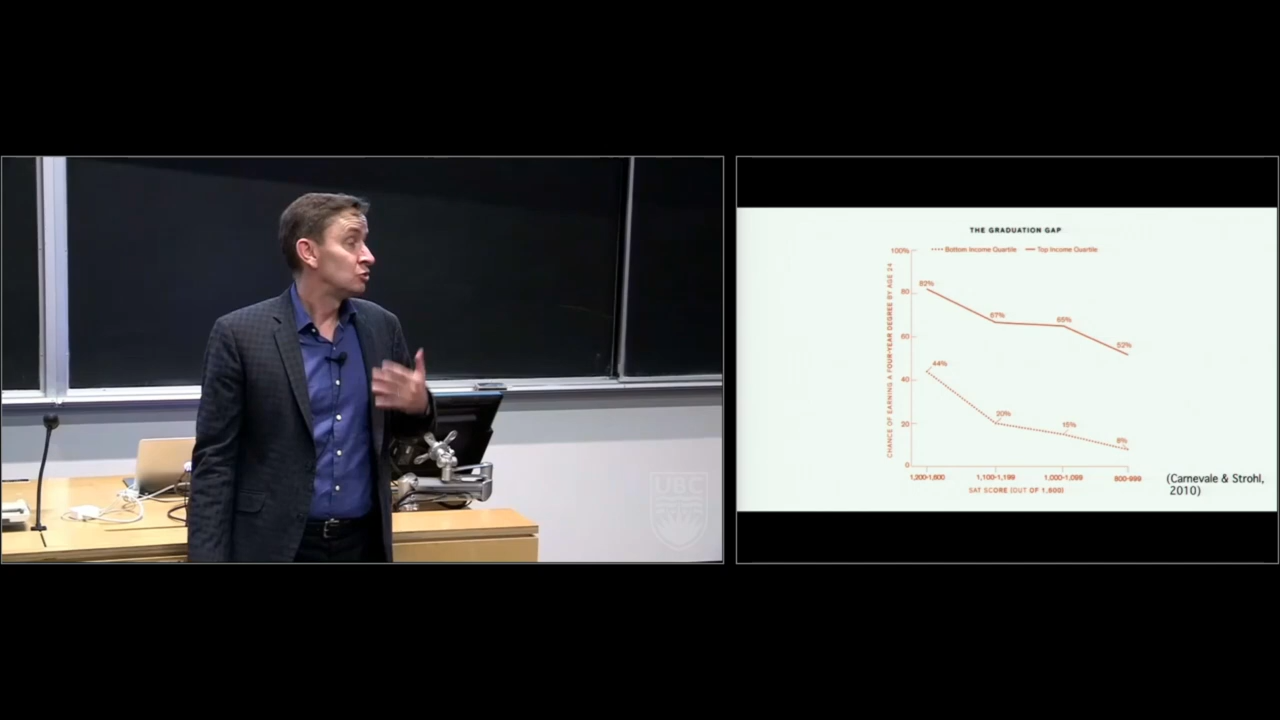 UBC
THE GRADUATION GAP
Bottom Income Quartile Top Income Quartile
CHANCE OF EARNING A FOUR-YEAR DEGREE BY AGE 24
100%
80
60
40
20
0
82%
67%
65%
52%
44%
20%
15%
8%
1,200-1,600 1,100-1,199 1,000-1,099 800-999
SAT SCORE (OUT OF 1,600)
(Carnevale & Strohl,
2010)